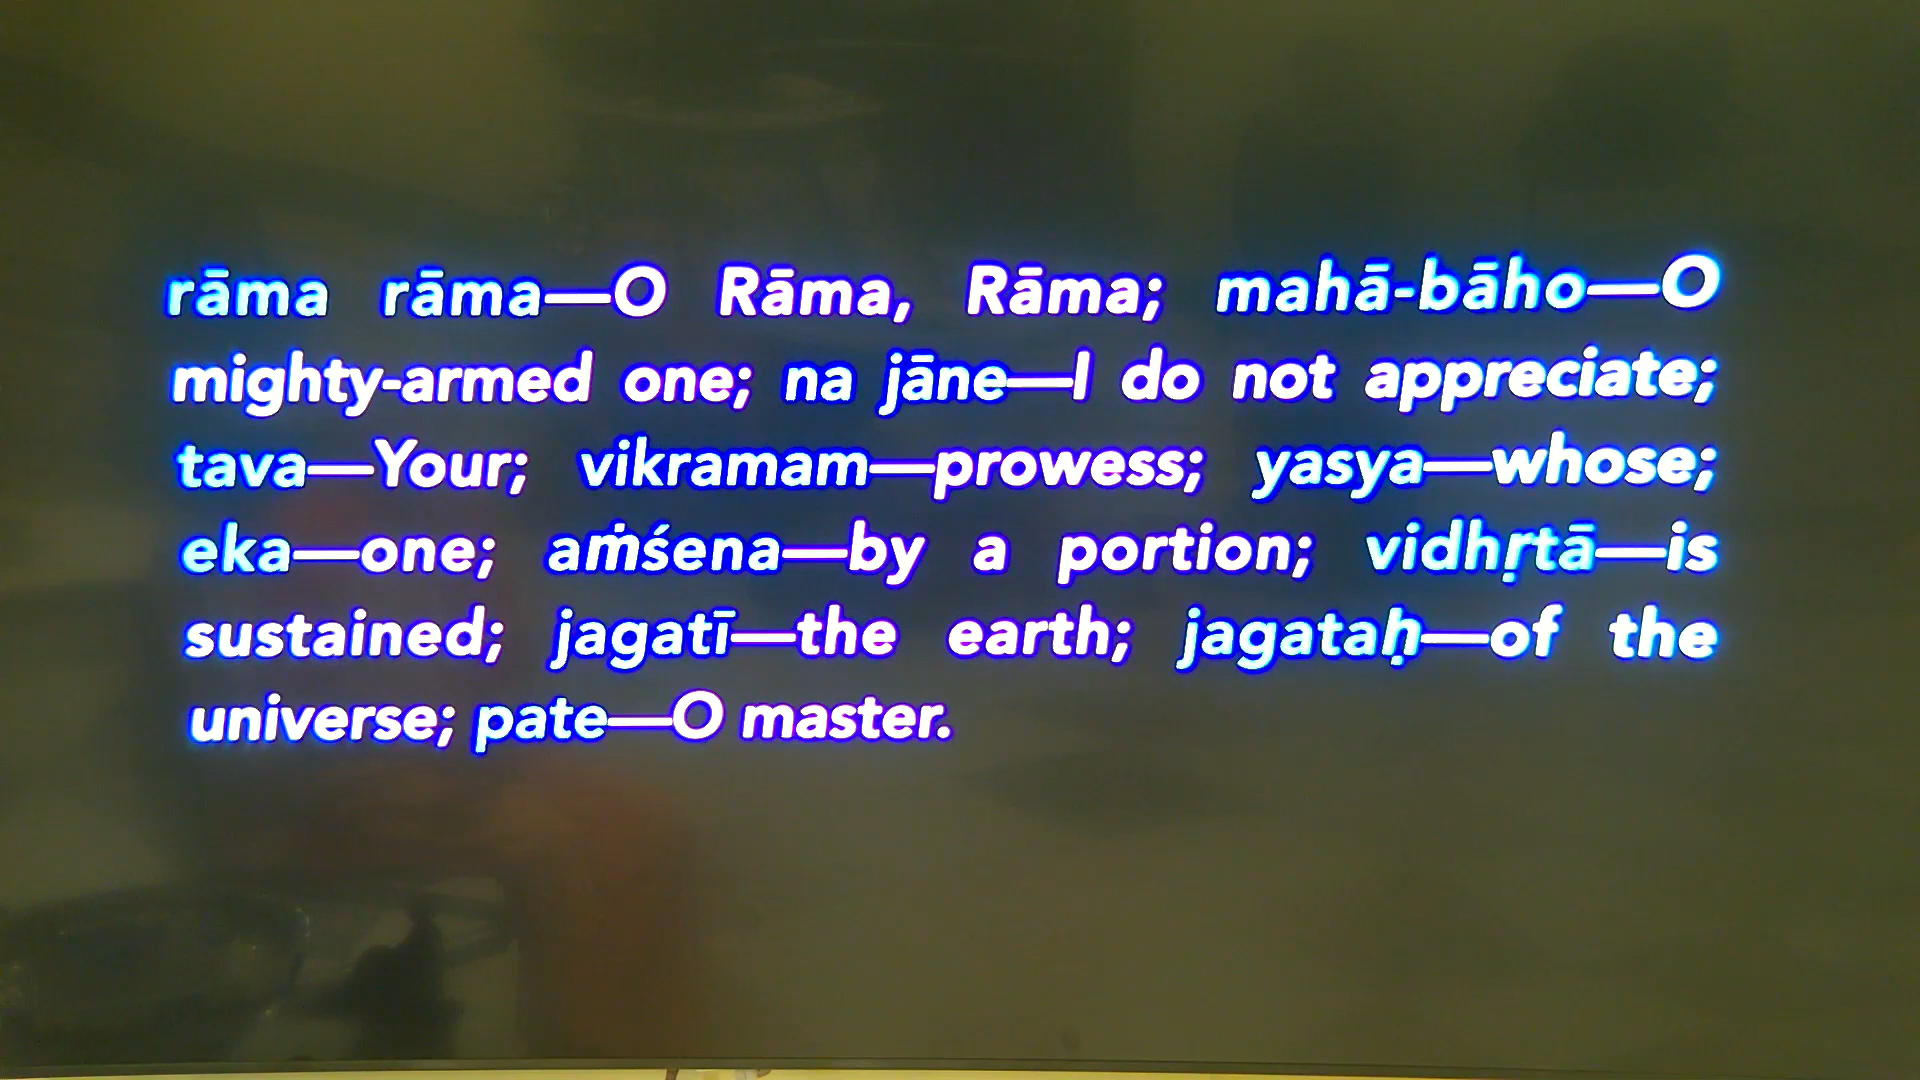 rāma rāma—O Rāma, Rāma; mahā-bāho—O
mighty-armed one; na jāne—I do not appreciate;
tava—Your; vikramam—prowess; yasya—whose;
eka—one; aṁśena—by a portion; vidhṛtā—is
sustained; jagatī—the earth; jagataḥ—of the
universe; pate—O master.